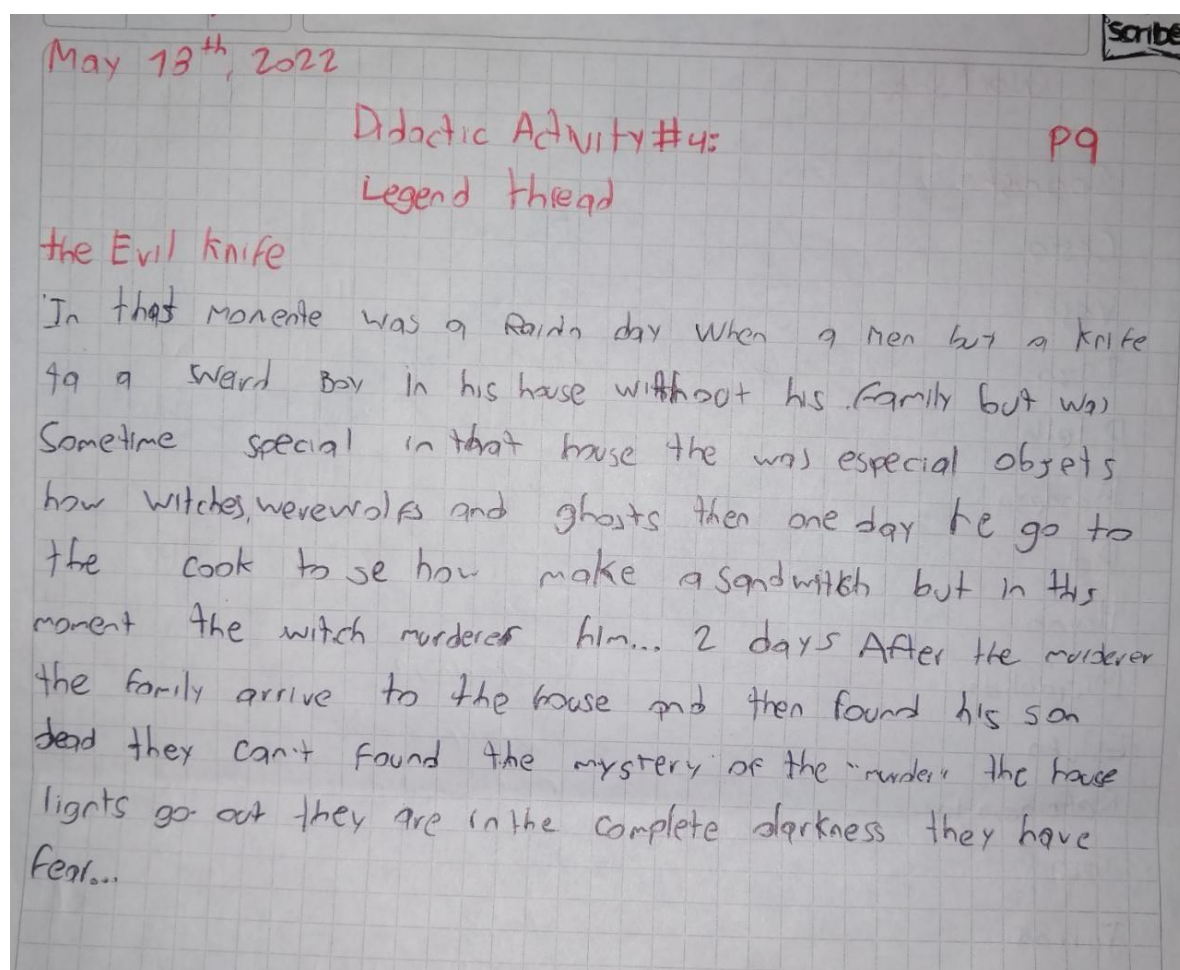 scribe
May 13th, 2022
Didactic Activity #4:
P9
Legend thread
the Evil Knife
In that Monente was a Rainn day when a men but a knife
ta a sweird Boy in his house without his Family but was
Sometime special in that house the was especial objets
how witches, werewolfs and ghosts then one day he go to
the cook to se how make a sandwitch but in this
moment the witch murderer him... 2 days After the murderer
the family arrive to the house and then found his son
dead they can't found the mystery of the "murder" the house
lights go out they are in the complete darkness they have
Fear...